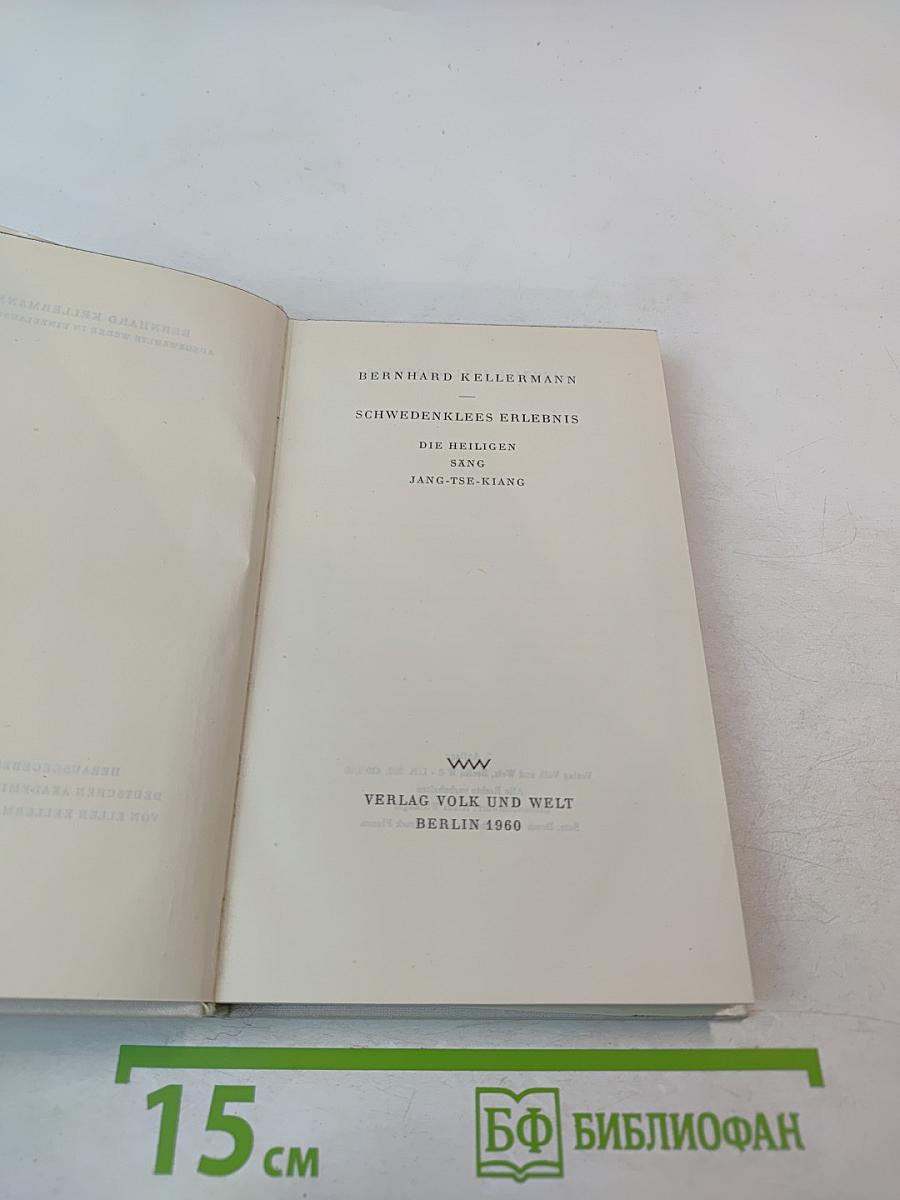 BERNHARD KELLERMANN
SCHWEDENKLEES ERLEBNIS
DIE HEILIGEN
SÄNG
JANG-TSE-KIANG
VERLAG VOLK UND WELT
BERLIN 1960
15 см
БФ БИБЛИОФАН